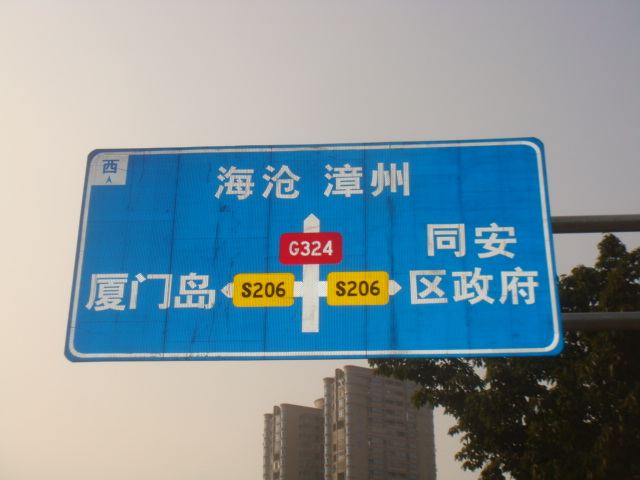 西
海沧 漳州
G324
同安
厦门岛
S206
S206
区政府